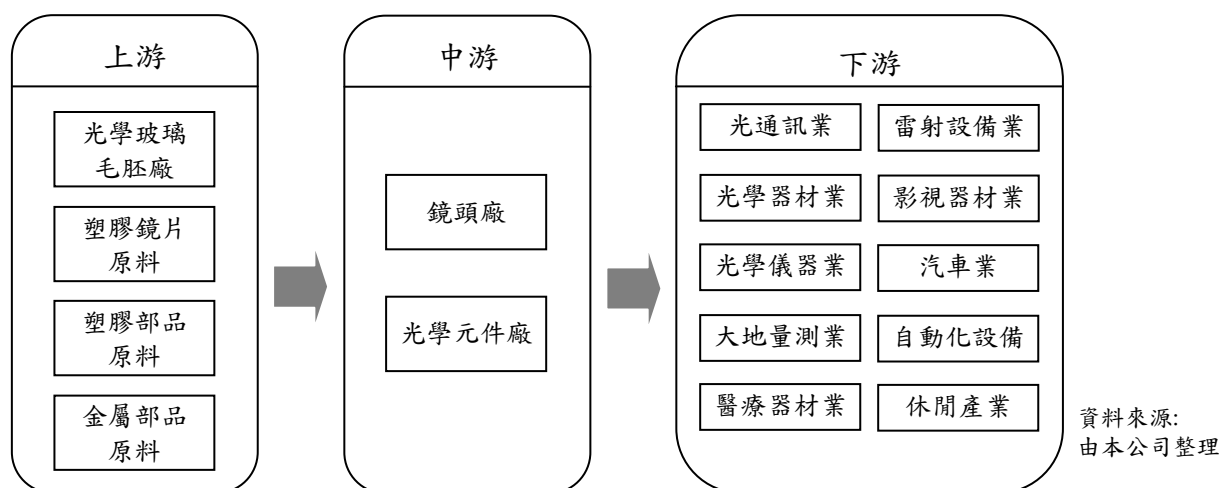 上游
光學玻璃
毛胚廠
塑膠鏡片
原料
塑膠部品
原料
金屬部品
原料
中游
鏡頭廠
光學元件廠
下游
光通訊業
雷射設備業
光學器材業
影視器材業
光學儀器業
汽車業
大地量測業
自動化設備
醫療器材業
休閒產業
資料來源:
由本公司整理